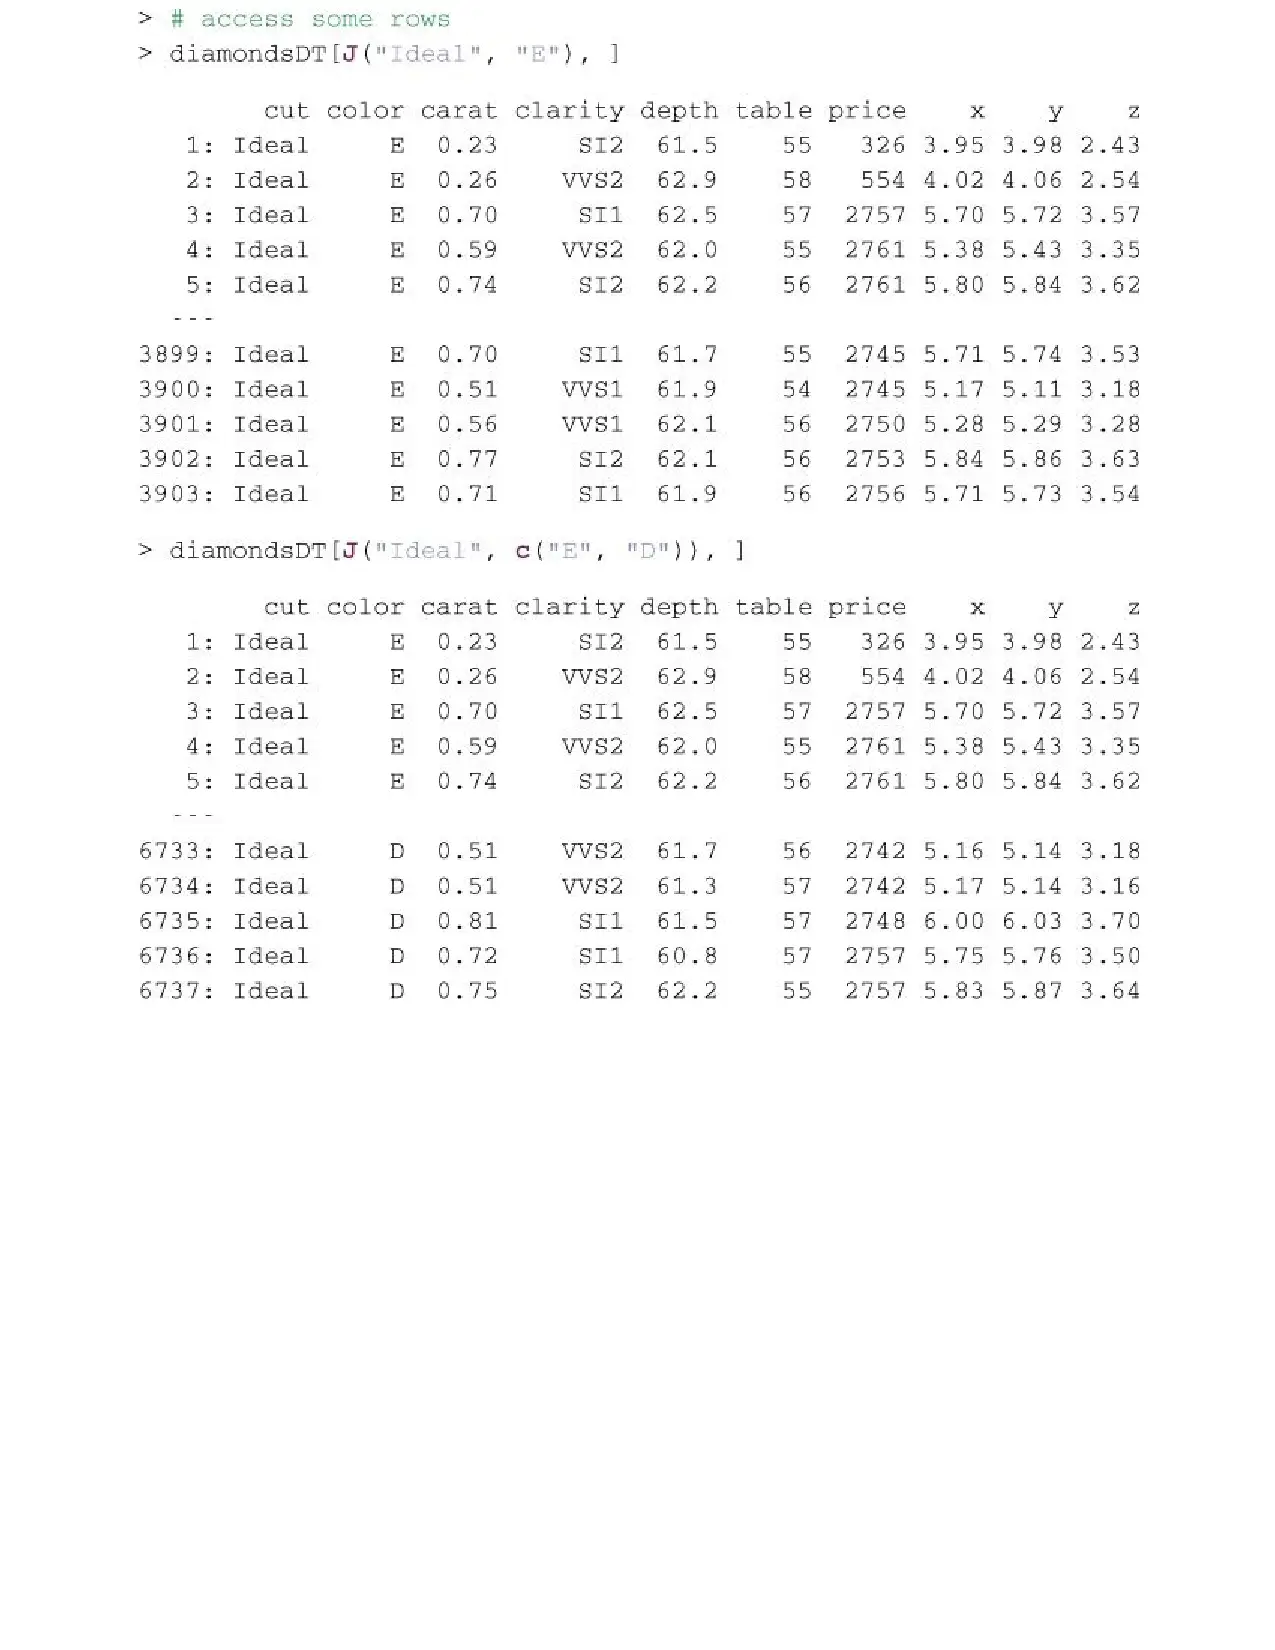 > # access some rows
> diamondsDT[J("Ideal", "E"), ]
cut color carat clarity depth table price x y z
1: Ideal E 0.23 SI2 61.5 55 326 3.95 3.98 2.43
2: Ideal E 0.26 VVS2 62.9 58 554 4.02 4.06 2.54
3: Ideal E 0.70 SI1 62.5 57 2757 5.70 5.72 3.57
4: Ideal E 0.59 VVS2 62.0 55 2761 5.38 5.43 3.35
5: Ideal E 0.74 SI2 62.2 56 2761 5.80 5.84 3.62
---
3899: Ideal E 0.70 SI1 61.7 55 2745 5.71 5.74 3.53
3900: Ideal E 0.51 VVS1 61.9 54 2745 5.17 5.11 3.18
3901: Ideal E 0.56 VVS1 62.1 56 2750 5.28 5.29 3.28
3902: Ideal E 0.77 SI2 62.1 56 2753 5.84 5.86 3.63
3903: Ideal E 0.71 SI1 61.9 56 2756 5.71 5.73 3.54
> diamondsDT[J("Ideal", c("E", "D")), ]
cut color carat clarity depth table price x y z
1: Ideal E 0.23 SI2 61.5 55 326 3.95 3.98 2.43
2: Ideal E 0.26 VVS2 62.9 58 554 4.02 4.06 2.54
3: Ideal E 0.70 SI1 62.5 57 2757 5.70 5.72 3.57
4: Ideal E 0.59 VVS2 62.0 55 2761 5.38 5.43 3.35
5: Ideal E 0.74 SI2 62.2 56 2761 5.80 5.84 3.62
---
6733: Ideal D 0.51 VVS2 61.7 56 2742 5.16 5.14 3.18
6734: Ideal D 0.51 VVS2 61.3 57 2742 5.17 5.14 3.16
6735: Ideal D 0.81 SI1 61.5 57 2748 6.00 6.03 3.70
6736: Ideal D 0.72 SI1 60.8 57 2757 5.75 5.76 3.50
6737: Ideal D 0.75 SI2 62.2 55 2757 5.83 5.87 3.64